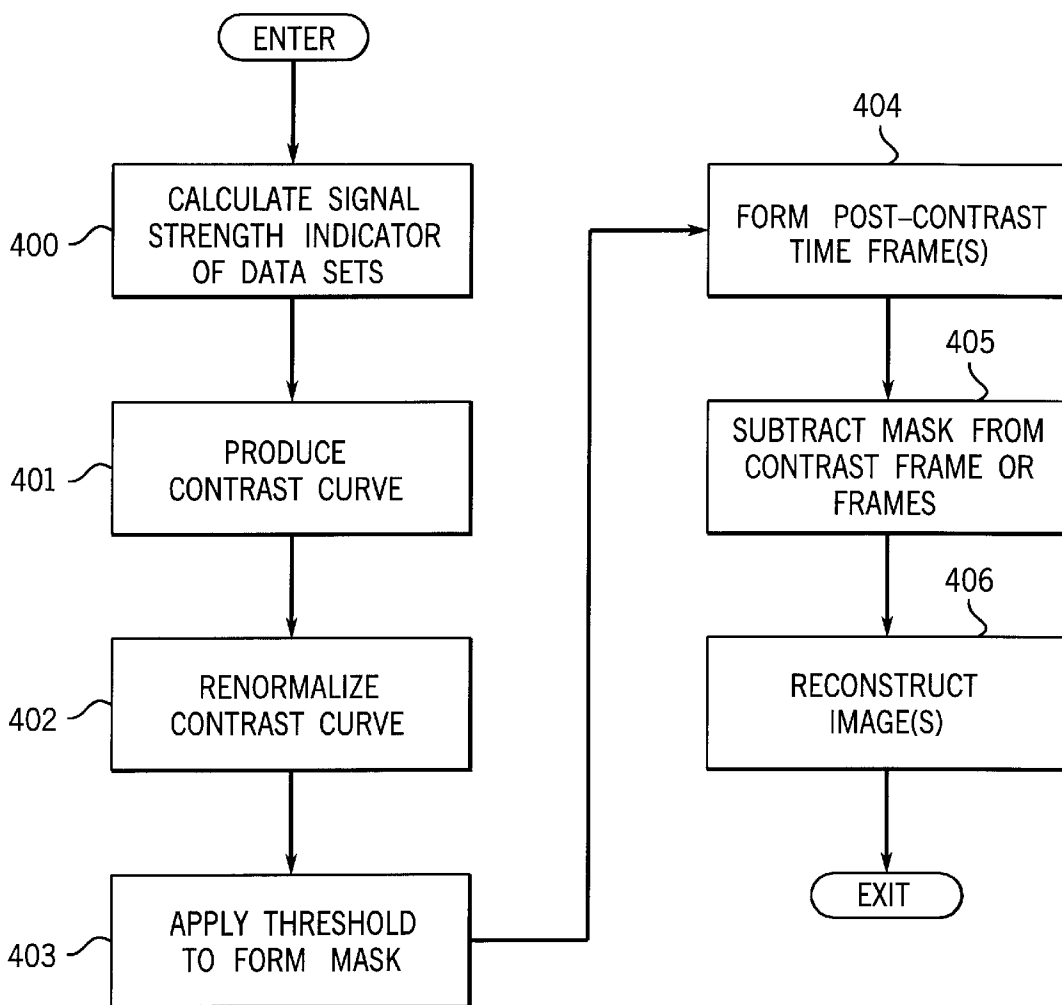 ENTER
400
CALCULATE SIGNAL
STRENGTH INDICATOR
OF DATA SETS
401
PRODUCE
CONTRAST CURVE
402
RENORMALIZE
CONTRAST CURVE
403
APPLY THRESHOLD
TO FORM MASK
404
FORM POST–CONTRAST
TIME FRAME(S)
405
SUBTRACT MASK FROM
CONTRAST FRAME OR
FRAMES
406
RECONSTRUCT
IMAGE(S)
EXIT